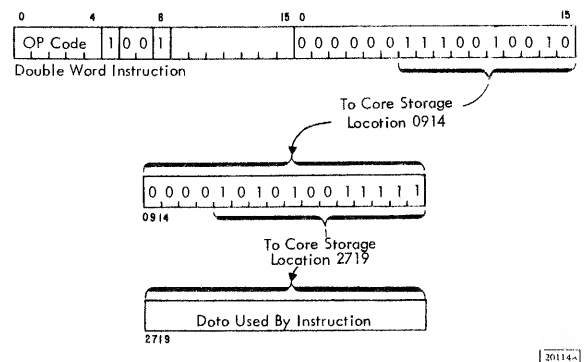 0 4 8 15 0 15
OP Code 1 0 0 1 0 0 0 0 0 0 1 1 1 0 0 1 0 0 1 0
Double Word Instruction
To Core Storage
Locotion 0914
0 0 0 0 1 0 1 0 1 0 0 1 1 1 1 1
0914
To Core Storage
Location 2719
Doto Used By Instruction
2719
20114A